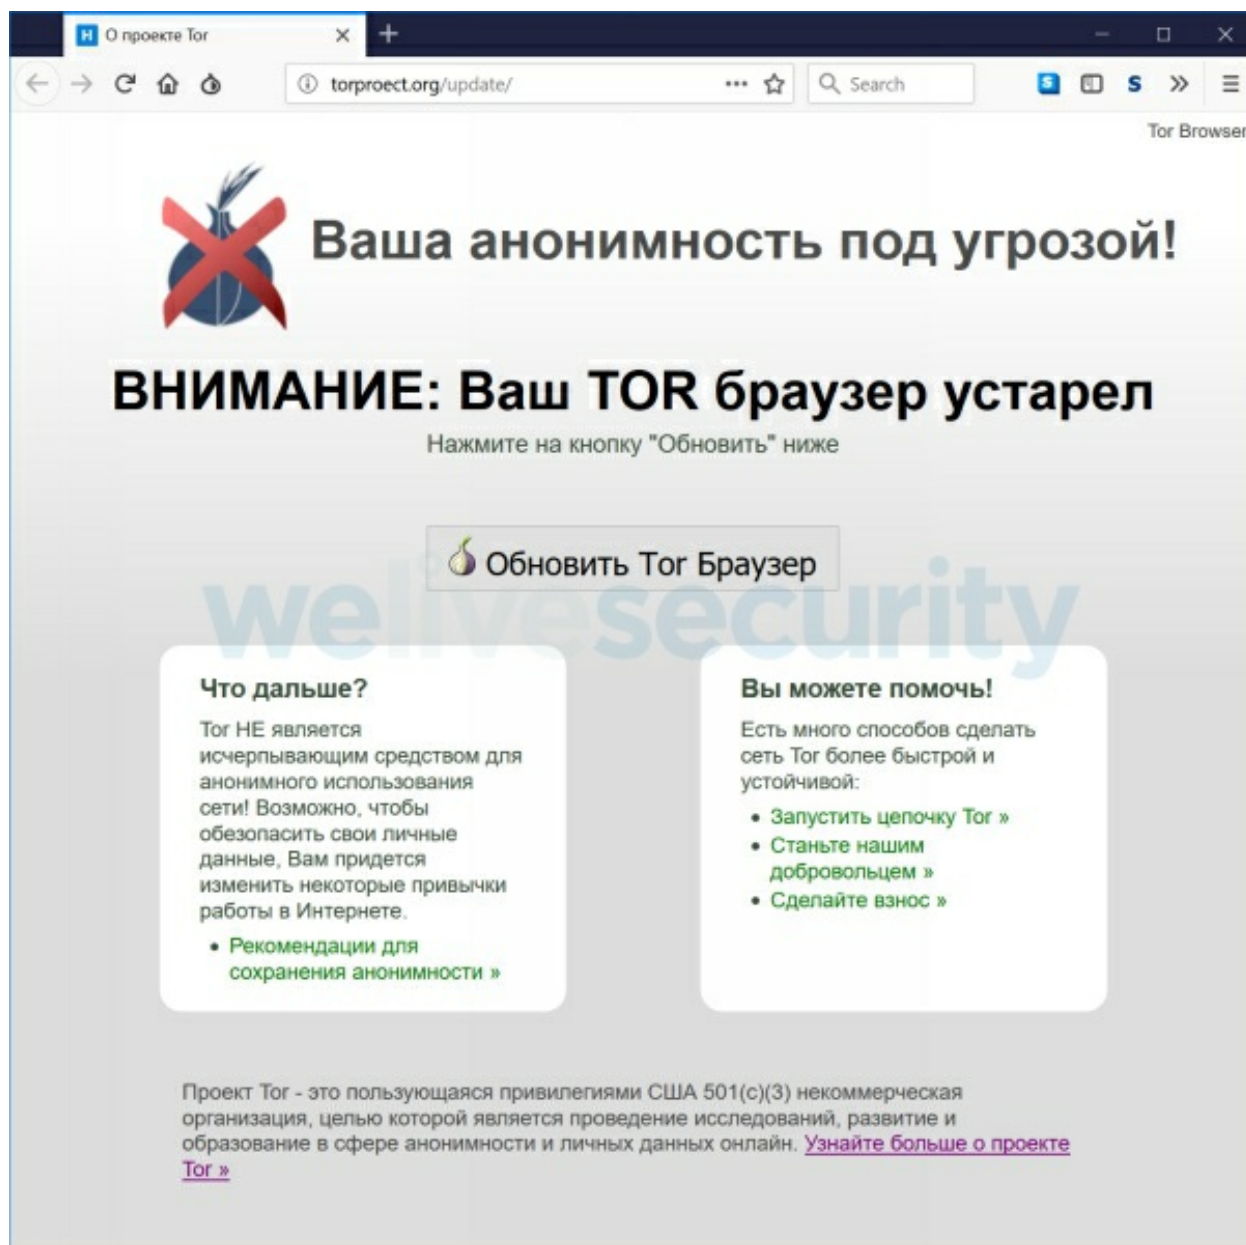 О проекте Tor
torproect.org/update/
Search
Tor Browser
Ваша анонимность под угрозой!
ВНИМАНИЕ: Ваш TOR браузер устарел
Нажмите на кнопку "Обновить" ниже
Обновить Tor Браузер
welivesecurity
Что дальше?
Tor НЕ является
исчерпывающим средством для
анонимного использования
сети! Возможно, чтобы
обезопасить свои личные
данные, Вам придется
изменить некоторые привычки
работы в Интернете.
• Рекомендации для
сохранения анонимности »
Вы можете помочь!
Есть много способов сделать
сеть Tor более быстрой и
устойчивой:
• Запустить цепочку Tor »
• Станьте нашим
добровольцем »
• Сделайте взнос »
Проект Tor - это пользующаяся привилегиями США 501(c)(3) некоммерческая
организация, целью которой является проведение исследований, развитие и
образование в сфере анонимности и личных данных онлайн. Узнайте больше о проекте
Tor »